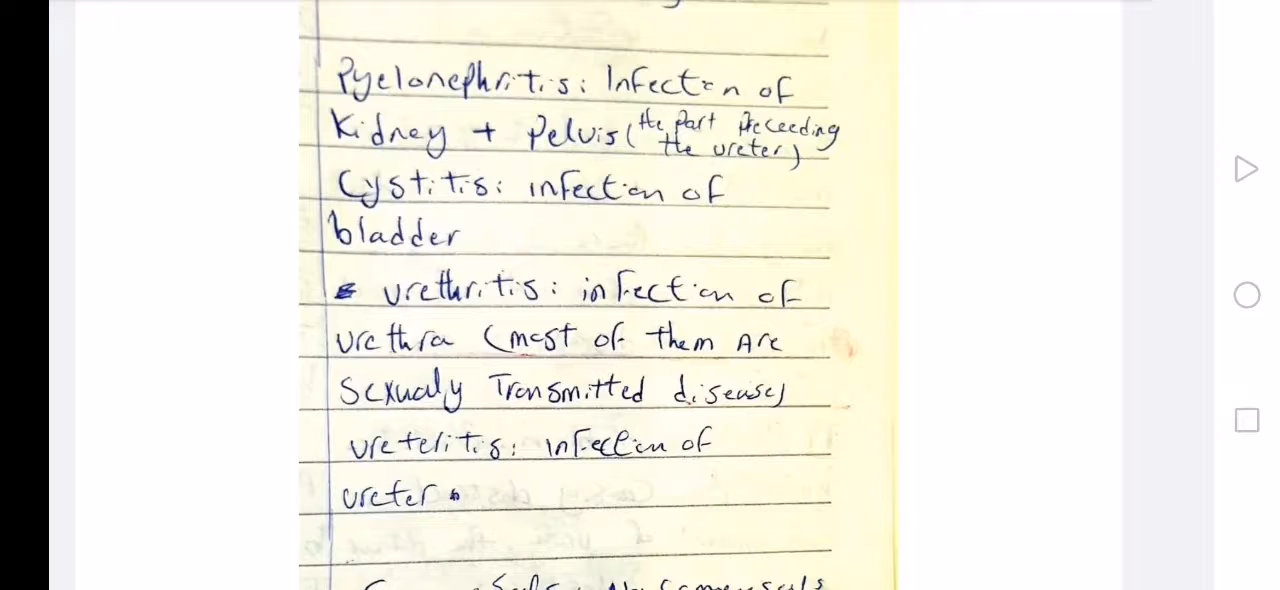 Pyelonephritis: Infection of
Kidney + Pelvis (the part Preceeding
the ureter)
Cystitis: infection of
bladder
urethritis: infection of
urethra (most of them Are
Sexualy Transmitted diseases
ureteritis: infection of
ureter